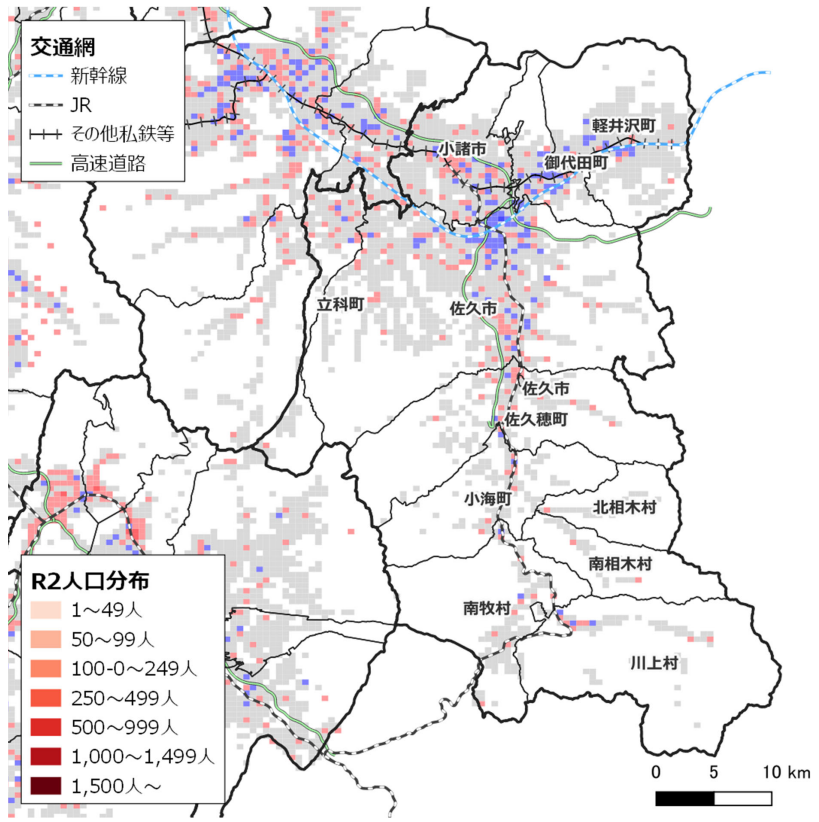 交通網
新幹線
JR
その他私鉄等
高速道路
軽井沢町
小諸市
御代田町
立科町
佐久市
佐久市
佐久穂町
小海町
北相木村
南相木村
南牧村
川上村
R2人口分布
1～49人
50～99人
100-0～249人
250～499人
500～999人
1,000～1,499人
1,500人～
0 5 10 km